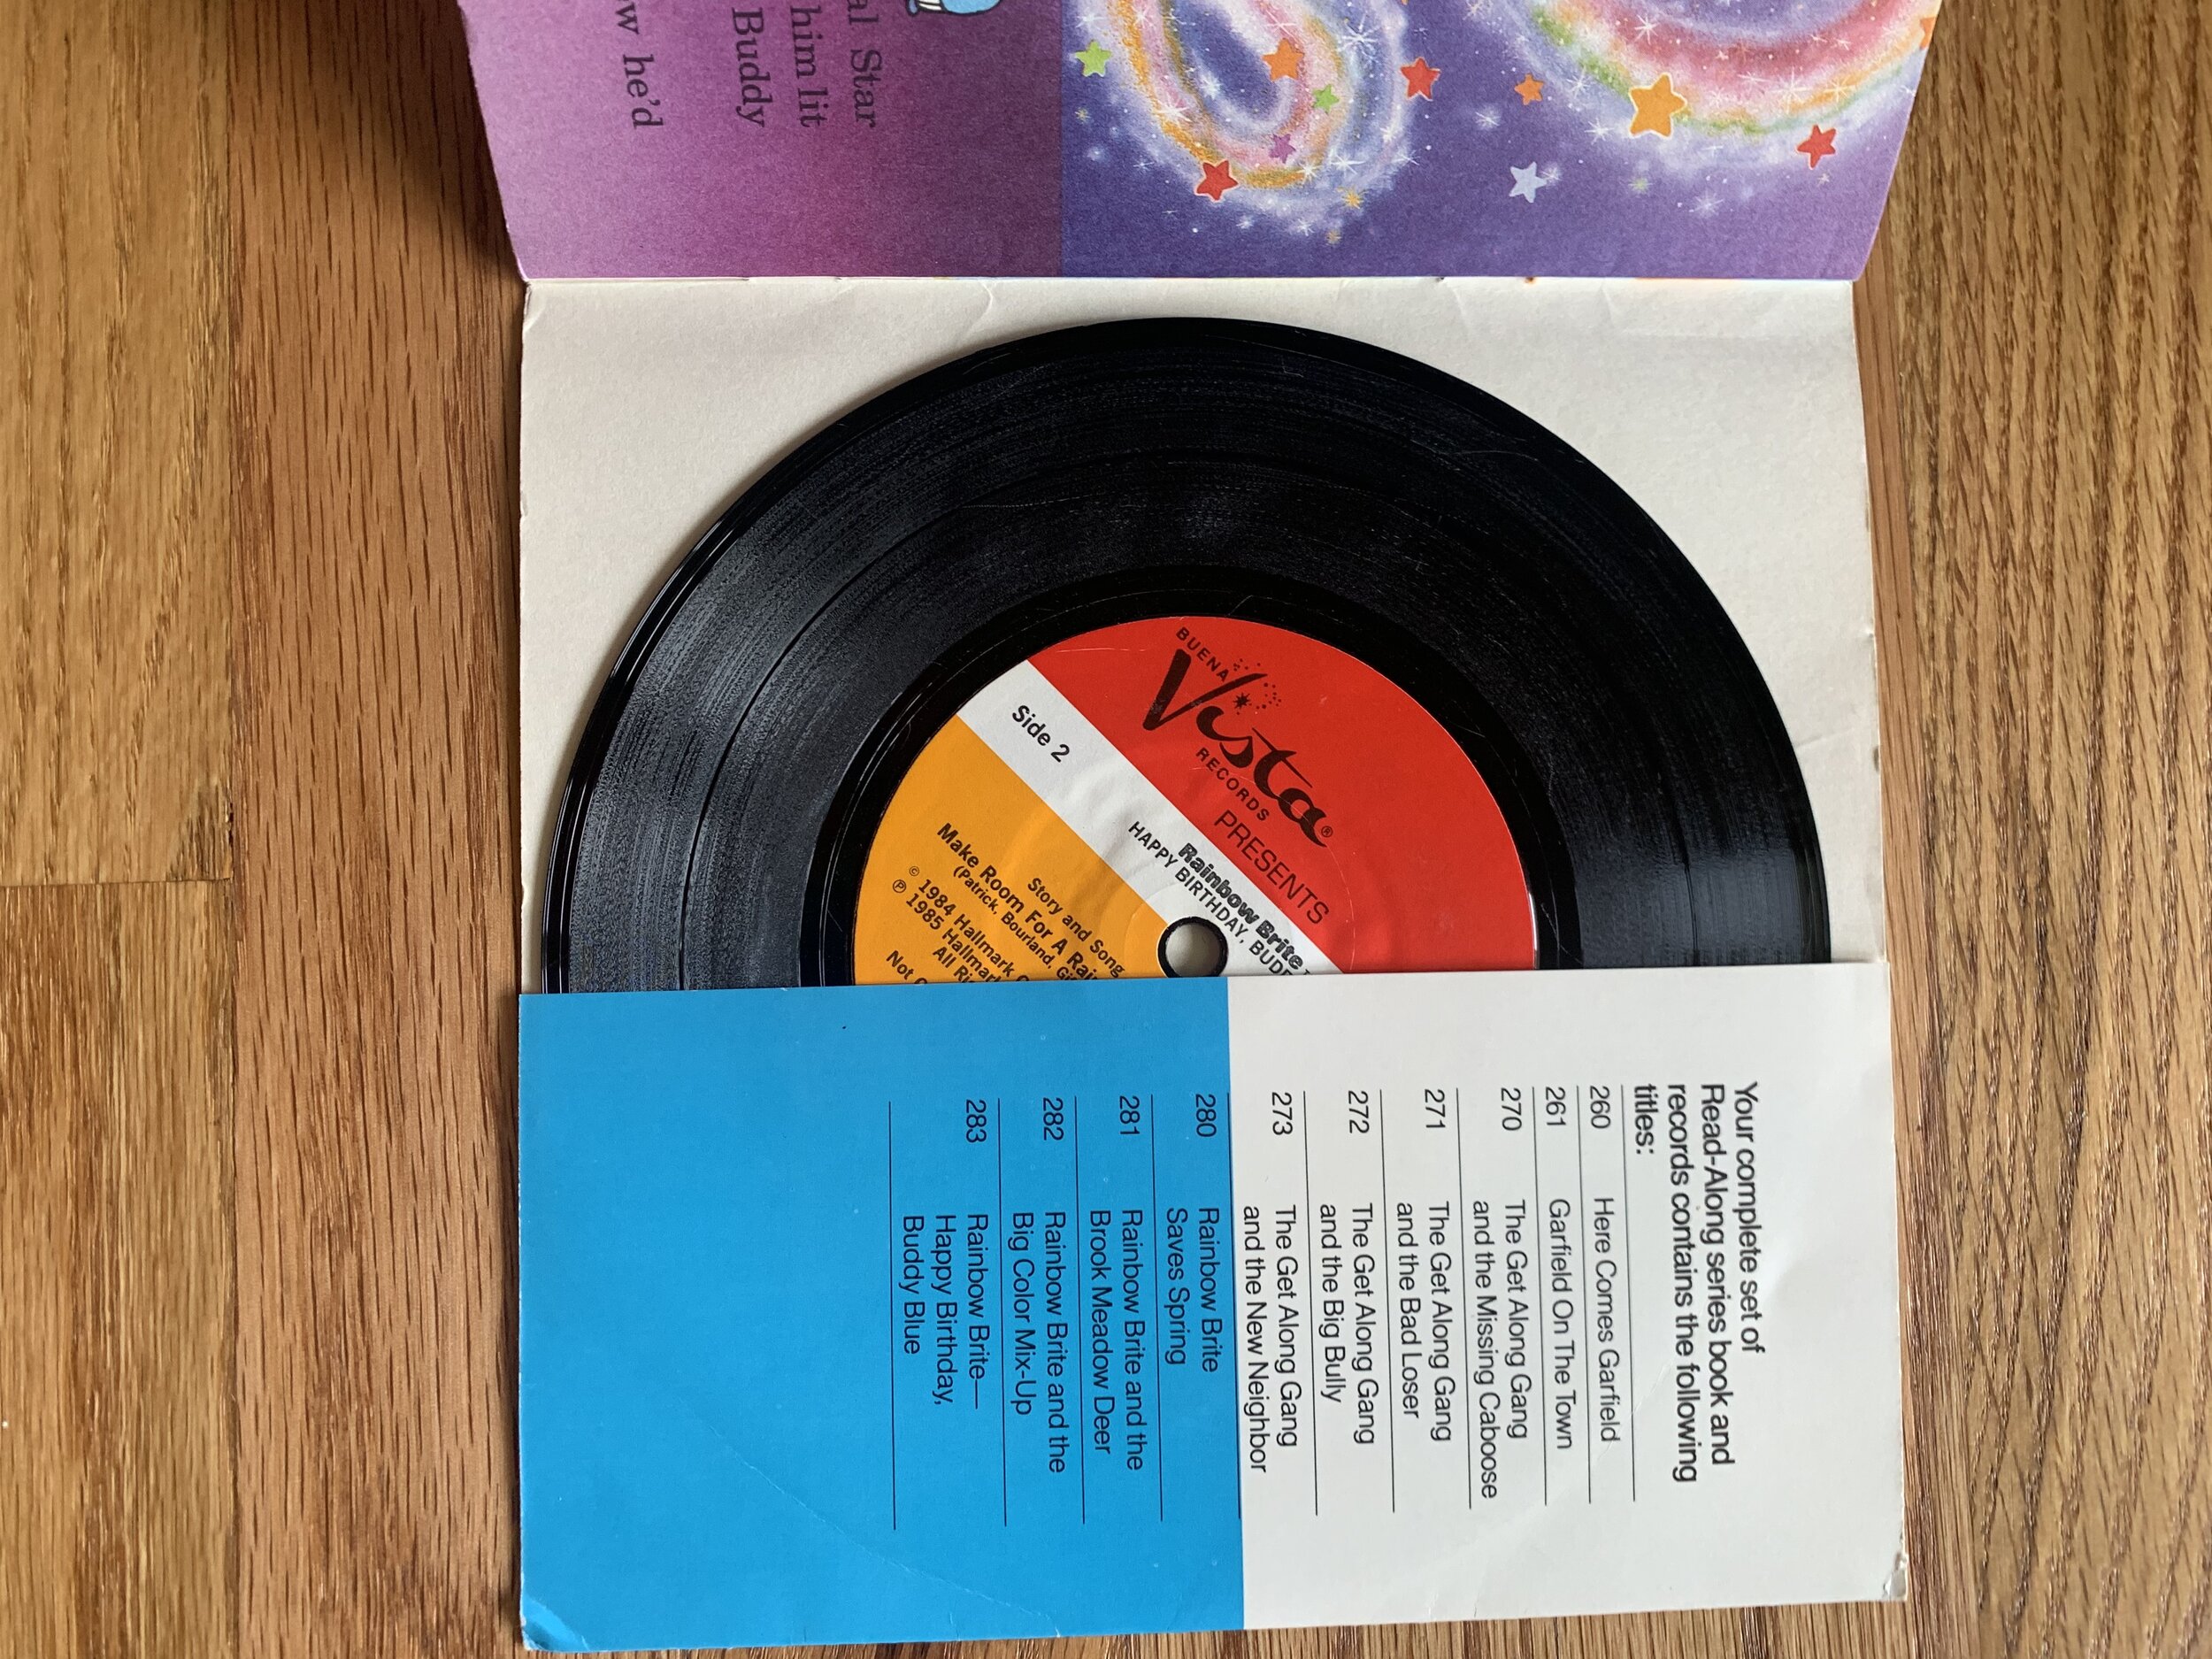 al Star
him lit
Buddy
he'd
BUENA
Vista®
RECORDS
PRESENTS
Rainbow Brite
HAPPY BIRTHDAY,
Side 2
Story and Song
Make Room For A
(Patrick, Bourland,
© 1984 Hallmark
℗ 1985
All
Not
Your complete set of
Read-Along series book and
records contains the following
titles:
260 Here Comes Garfield
261 Garfield On The Town
270 The Get Along Gang
and the Missing Caboose
271 The Get Along Gang
and the Bad Loser
272 The Get Along Gang
and the Big Bully
273 The Get Along Gang
and the New Neighbor
280 Rainbow Brite
Saves Spring
281 Rainbow Brite and the
Brook Meadow Deer
282 Rainbow Brite and the
Big Color Mix-Up
283 Rainbow Brite—
Happy Birthday,
Buddy Blue